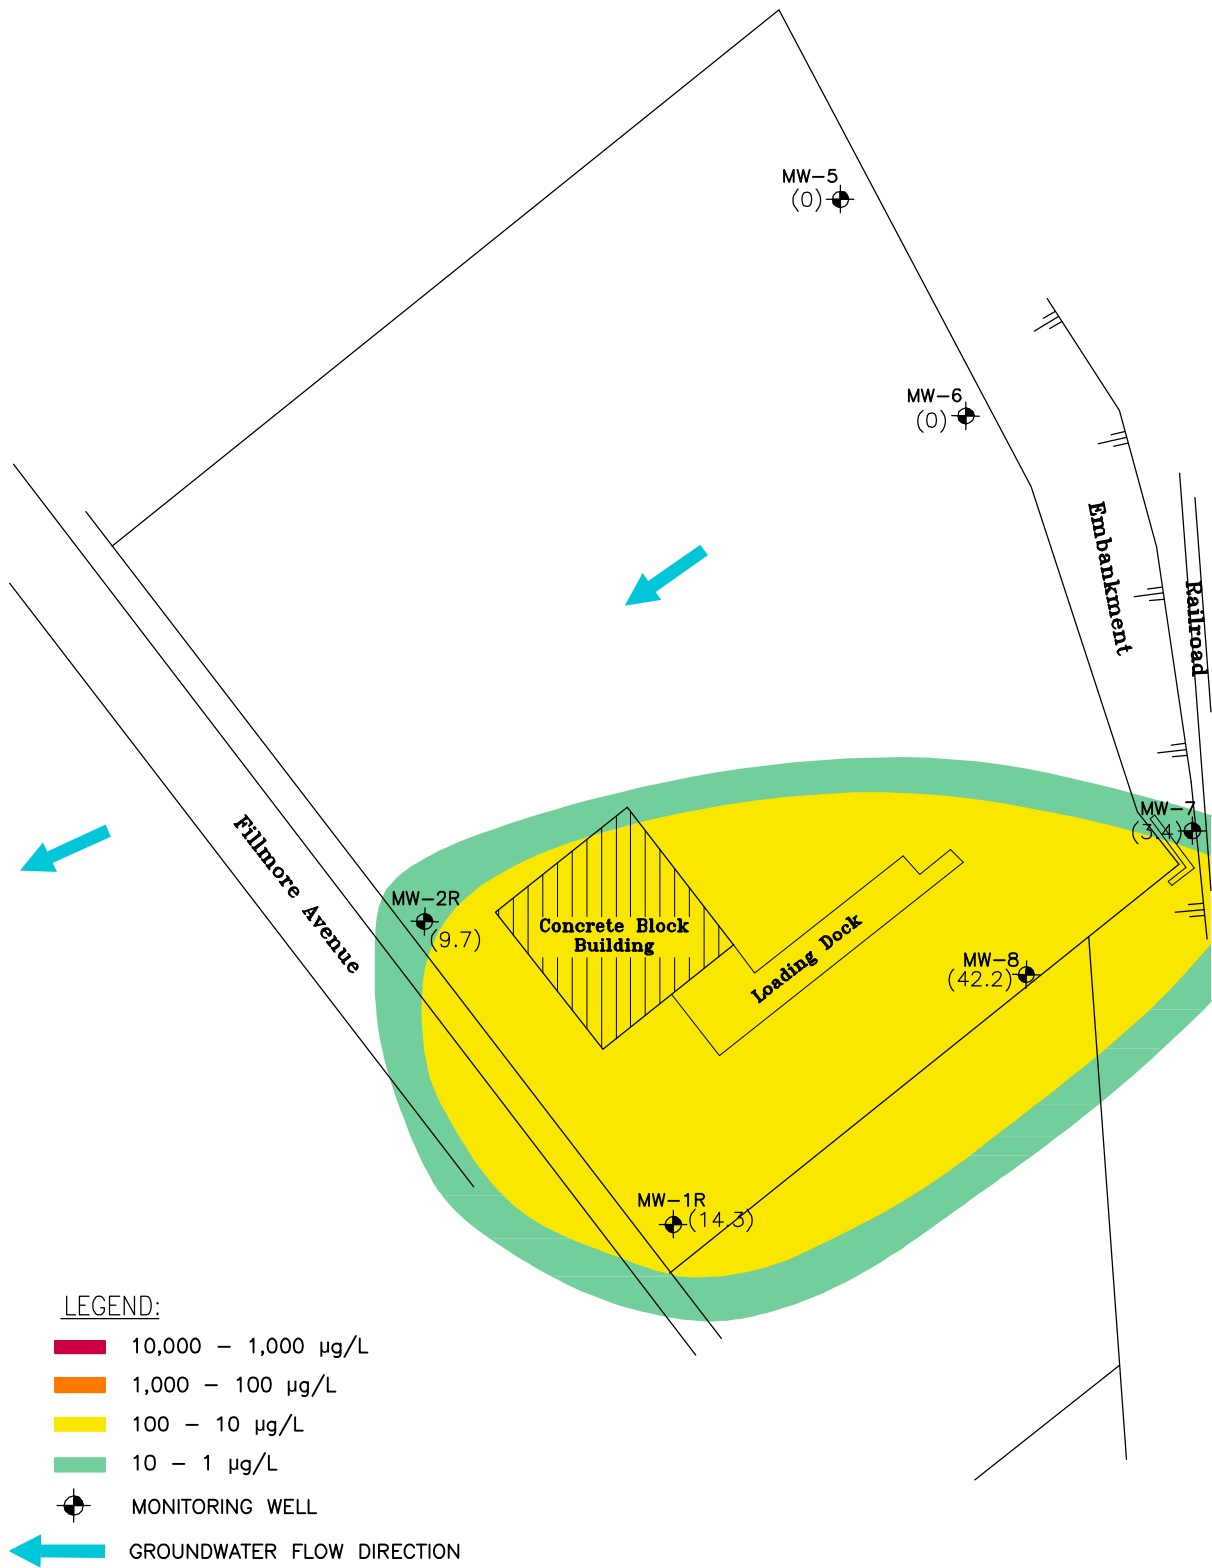 MW-5
(0)
MW-6
(0)
Embankment
Railroad
MW-7
(3.4)
Fillmore Avenue
MW-2R
(9.7)
Concrete Block
Building
Loading Dock
MW-8
(42.2)
MW-1R
(14.3)
LEGEND:
10,000 - 1,000 µg/L
1,000 - 100 µg/L
100 - 10 µg/L
10 - 1 µg/L
MONITORING WELL
GROUNDWATER FLOW DIRECTION